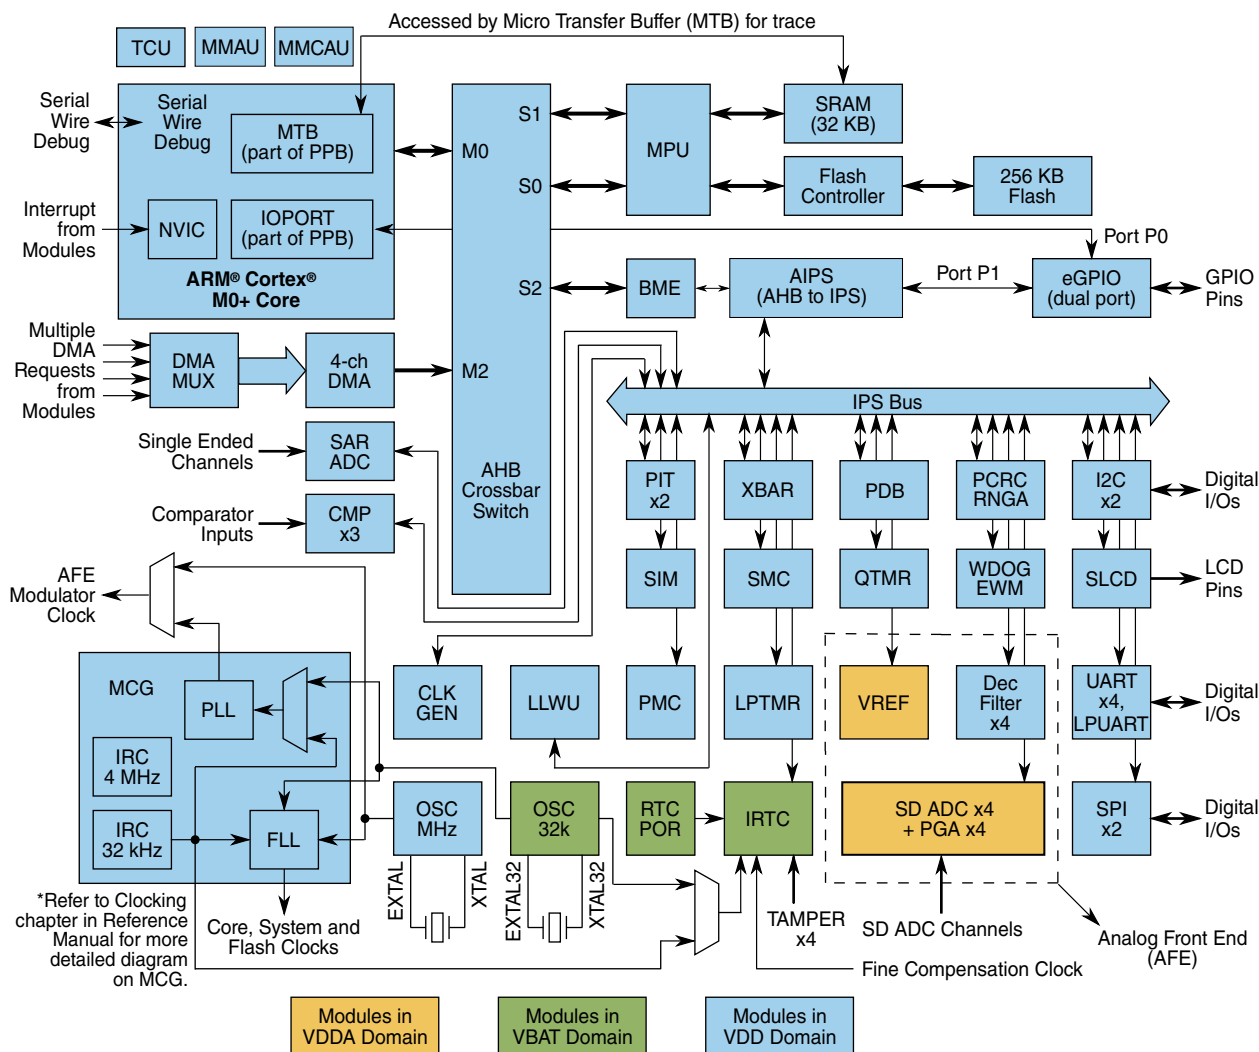 Accessed by Micro Transfer Buffer (MTB) for trace
TCU
MMAU
MMCAU
Serial
Wire
Debug
Serial
Wire
Debug
MTB
(part of PPB)
M0
S1
S0
MPU
SRAM
(32 KB)
Flash
Controller
256 KB
Flash
Interrupt
from
Modules
NVIC
IOPORT
(part of PPB)
ARM® Cortex®
M0+ Core
Port P0
S2
BME
AIPS
(AHB to IPS)
Port P1
eGPIO
(dual port)
GPIO
Pins
Multiple
DMA
Requests
from
Modules
DMA
MUX
4-ch
DMA
M2
IPS Bus
Single Ended
Channels
SAR
ADC
AHB
Crossbar
Switch
PIT
x2
XBAR
PDB
PCRC
RNGA
I2C
x2
Digital
I/Os
Comparator
Inputs
CMP
x3
SIM
SMC
QTMR
WDOG
EWM
SLCD
LCD
Pins
AFE
Modulator
Clock
MCG
PLL
CLK
GEN
LLWU
PMC
LPTMR
VREF
Dec
Filter
x4
UART
x4,
LPUART
Digital
I/Os
IRC
4 MHz
IRC
32 kHz
FLL
OSC
MHz
OSC
32k
RTC
POR
IRTC
SD ADC x4
+ PGA x4
SPI
x2
Digital
I/Os
EXTAL
XTAL
EXTAL32
XTAL32
*Refer to Clocking
chapter in Reference
Manual for more
detailed diagram
on MCG.
Core, System and
Flash Clocks
TAMPER
x4
SD ADC Channels
Analog Front End
(AFE)
Fine Compensation Clock
Modules in
VDDA Domain
Modules in
VBAT Domain
Modules in
VDD Domain